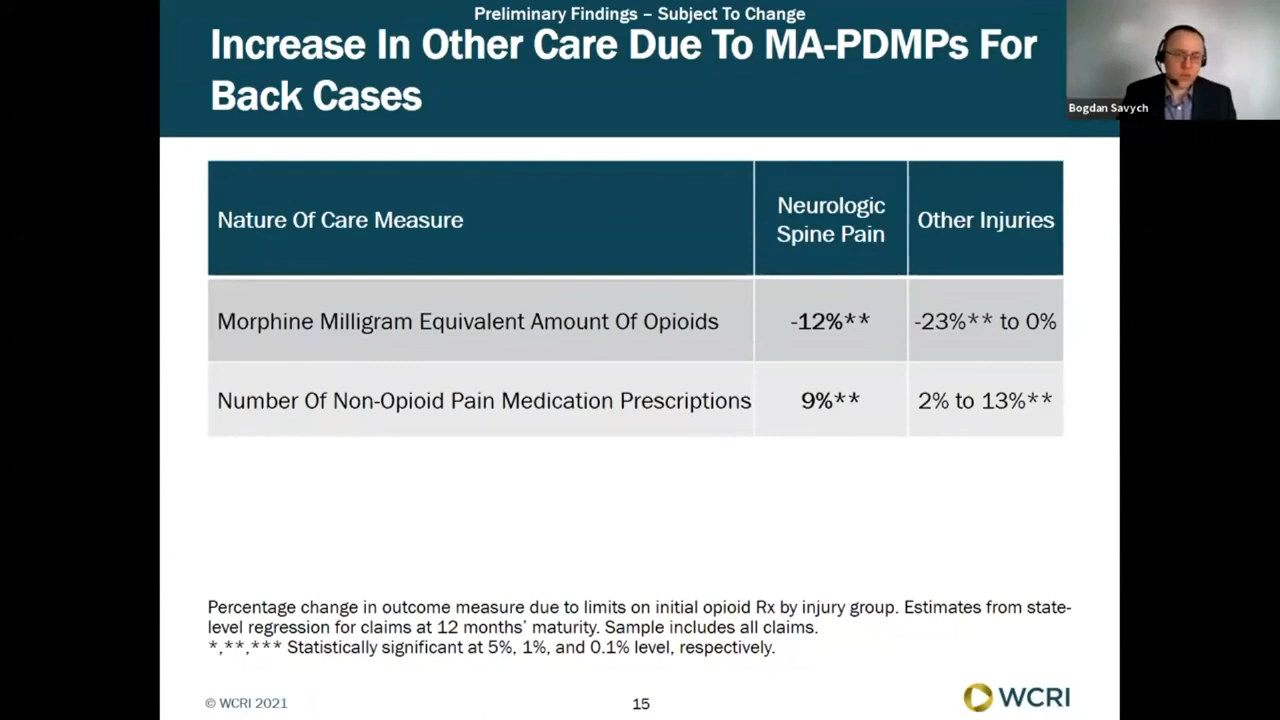 Preliminary Findings – Subject To Change
Increase In Other Care Due To MA-PDMPs For
Back Cases
Bogdan Savych
Nature Of Care Measure
Neurologic
Spine Pain
Other Injuries
Morphine Milligram Equivalent Amount Of Opioids
-12%**
-23%** to 0%
Number Of Non-Opioid Pain Medication Prescriptions
9%**
2% to 13%**
Percentage change in outcome measure due to limits on initial opioid Rx by injury group. Estimates from state-
level regression for claims at 12 months’ maturity. Sample includes all claims.
*,**,*** Statistically significant at 5%, 1%, and 0.1% level, respectively.
© WCRI 2021
15
WCRI